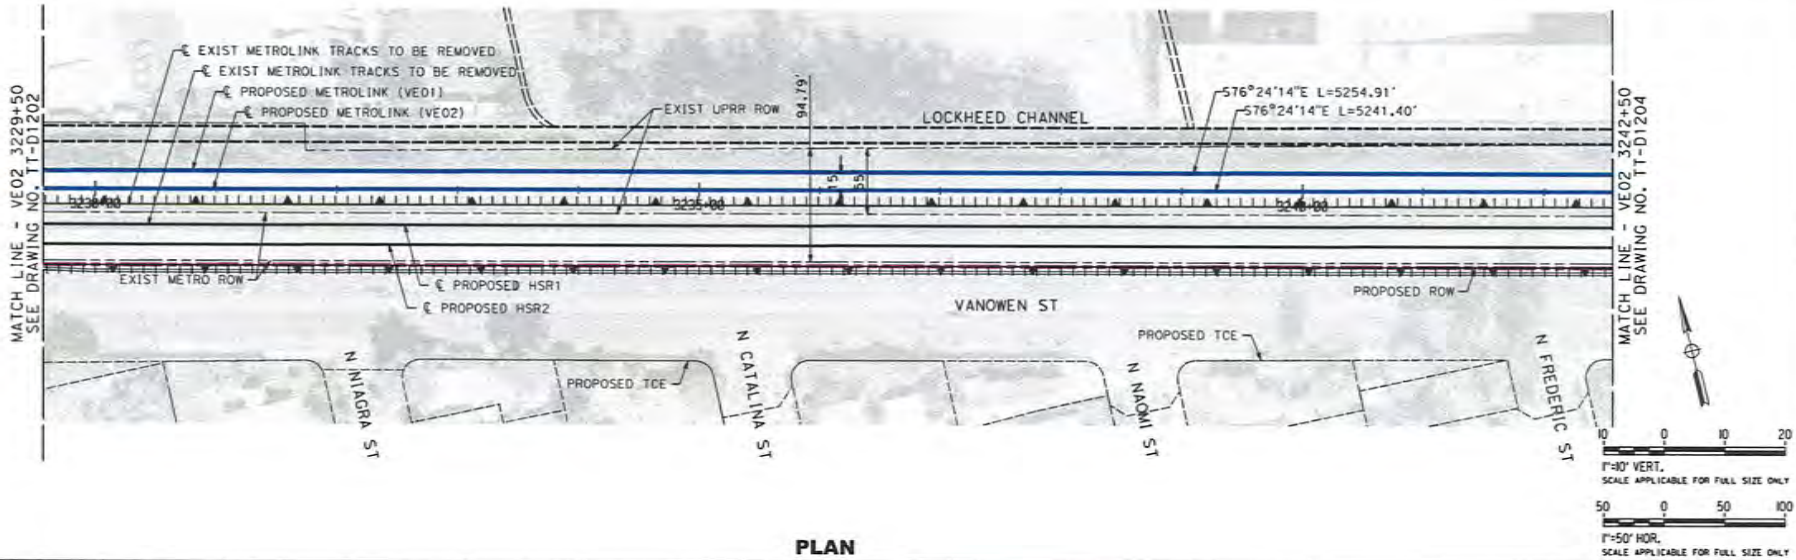 ℄ EXIST METROLINK TRACKS TO BE REMOVED
℄ EXIST METROLINK TRACKS TO BE REMOVED
℄ PROPOSED METROLINK (VE01)
℄ PROPOSED METROLINK (VE02)
EXIST UPRR ROW
94.79'
LOCKHEED CHANNEL
S76°24'14"E L=5254.91'
S76°24'14"E L=5241.40'
MATCH LINE - VE02 3229+50
SEE DRAWING NO. TT-D1202
MATCH LINE - VE02 3242+50
SEE DRAWING NO. TT-D1204
15'
55'
3230+00
3235+00
3240+00
EXIST METRO ROW
℄ PROPOSED HSR1
℄ PROPOSED HSR2
VANOWEN ST
PROPOSED ROW
PROPOSED TCE
PROPOSED TCE
N NIAGRA ST
N CATALINA ST
N NAOMI ST
N FREDERIC ST
10 0 10 20
1"=10' VERT.
SCALE APPLICABLE FOR FULL SIZE ONLY
50 0 50 100
1"=50' HOR.
SCALE APPLICABLE FOR FULL SIZE ONLY
PLAN